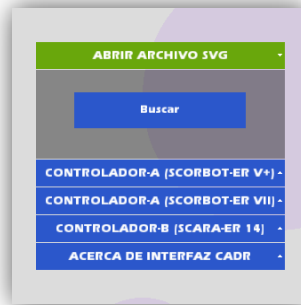 ABRIR ARCHIVO SVG
Buscar
CONTROLADOR-A (SCORBOT-ER V+)
CONTROLADOR-A (SCORBOT-ER VII)
CONTROLADOR-B (SCARA-ER 14)
ACERCA DE INTERFAZ CADR